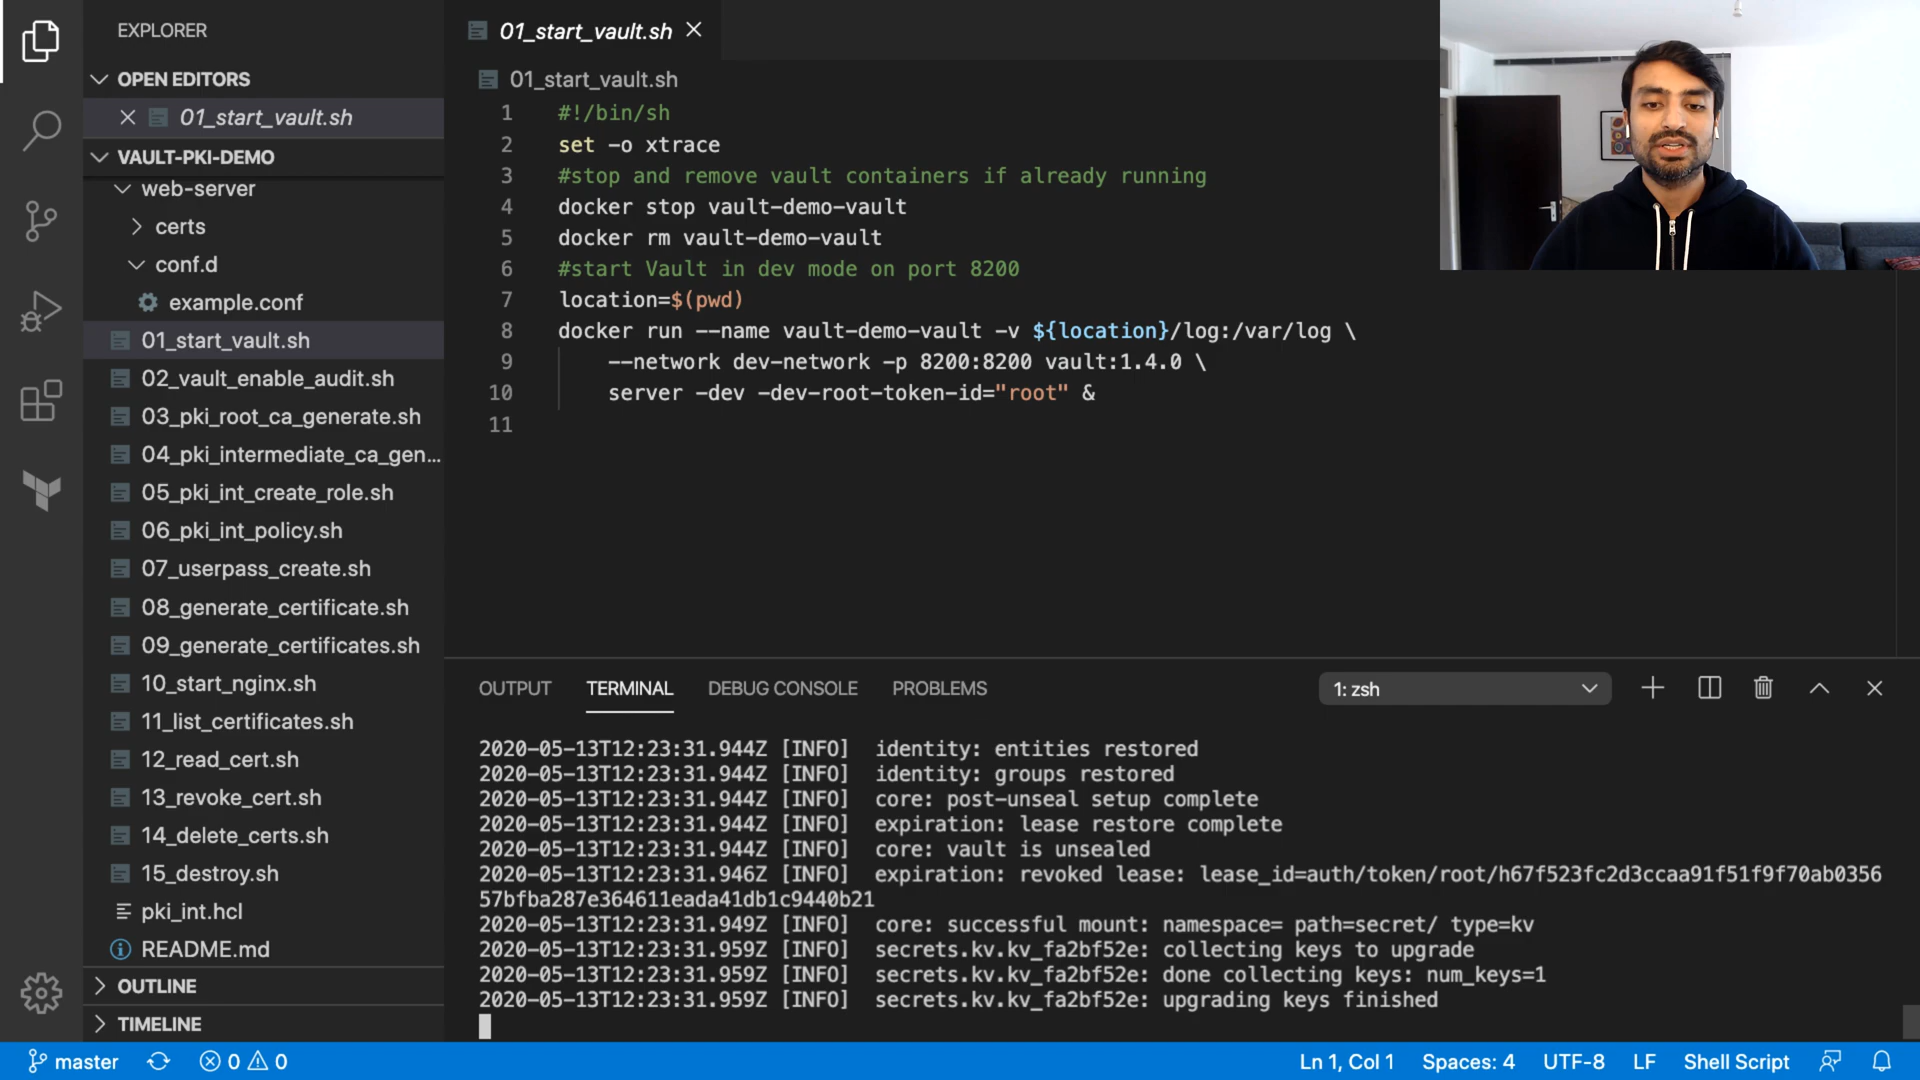 EXPLORER
OPEN EDITORS
01_start_vault.sh
VAULT-PKI-DEMO
web-server
certs
conf.d
example.conf
01_start_vault.sh
02_vault_enable_audit.sh
03_pki_root_ca_generate.sh
04_pki_intermediate_ca_gen...
05_pki_int_create_role.sh
06_pki_int_policy.sh
07_userpass_create.sh
08_generate_certificate.sh
09_generate_certificates.sh
10_start_nginx.sh
11_list_certificates.sh
12_read_cert.sh
13_revoke_cert.sh
14_delete_certs.sh
15_destroy.sh
pki_int.hcl
README.md
OUTLINE
TIMELINE
01_start_vault.sh
01_start_vault.sh
1 #!/bin/sh
2 set -o xtrace
3 #stop and remove vault containers if already running
4 docker stop vault-demo-vault
5 docker rm vault-demo-vault
6 #start Vault in dev mode on port 8200
7 location=$(pwd)
8 docker run --name vault-demo-vault -v ${location}/log:/var/log \
9 --network dev-network -p 8200:8200 vault:1.4.0 \
10 server -dev -dev-root-token-id="root" &
11
OUTPUT TERMINAL DEBUG CONSOLE PROBLEMS 1: zsh
2020-05-13T12:23:31.944Z [INFO] identity: entities restored
2020-05-13T12:23:31.944Z [INFO] identity: groups restored
2020-05-13T12:23:31.944Z [INFO] core: post-unseal setup complete
2020-05-13T12:23:31.944Z [INFO] expiration: lease restore complete
2020-05-13T12:23:31.944Z [INFO] core: vault is unsealed
2020-05-13T12:23:31.946Z [INFO] expiration: revoked lease: lease_id=auth/token/root/h67f523fc2d3ccaa91f51f9f70ab0356
57bfba287e364611eada41db1c9440b21
2020-05-13T12:23:31.949Z [INFO] core: successful mount: namespace= path=secret/ type=kv
2020-05-13T12:23:31.959Z [INFO] secrets.kv.kv_fa2bf52e: collecting keys to upgrade
2020-05-13T12:23:31.959Z [INFO] secrets.kv.kv_fa2bf52e: done collecting keys: num_keys=1
2020-05-13T12:23:31.959Z [INFO] secrets.kv.kv_fa2bf52e: upgrading keys finished
master 0 0 Ln 1, Col 1 Spaces: 4 UTF-8 LF Shell Script